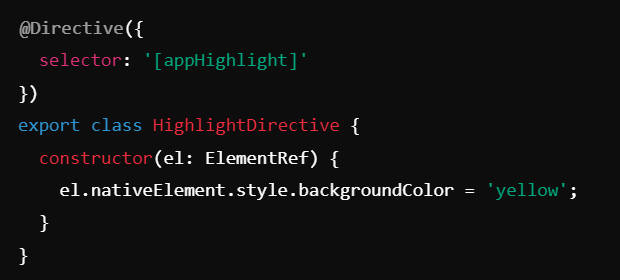 @Directive({
  selector: '[appHighlight]'
})
export class HighlightDirective {
  constructor(el: ElementRef) {
    el.nativeElement.style.backgroundColor = 'yellow';
  }
}